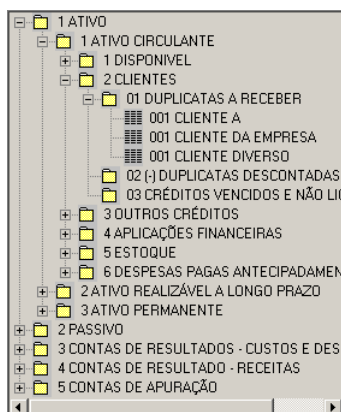 1 ATIVO
1 ATIVO CIRCULANTE
1 DISPONIVEL
2 CLIENTES
01 DUPLICATAS A RECEBER
001 CLIENTE A
001 CLIENTE DA EMPRESA
001 CLIENTE DIVERSO
02 (-) DUPLICATAS DESCONTADAS
03 CRÉDITOS VENCIDOS E NÃO LI
3 OUTROS CRÉDITOS
4 APLICAÇÕES FINANCEIRAS
5 ESTOQUE
6 DESPESAS PAGAS ANTECIPADAMEN
2 ATIVO REALIZÁVEL A LONGO PRAZO
3 ATIVO PERMANENTE
2 PASSIVO
3 CONTAS DE RESULTADOS - CUSTOS E DES
4 CONTAS DE RESULTADO - RECEITAS
5 CONTAS DE APURAÇÃO